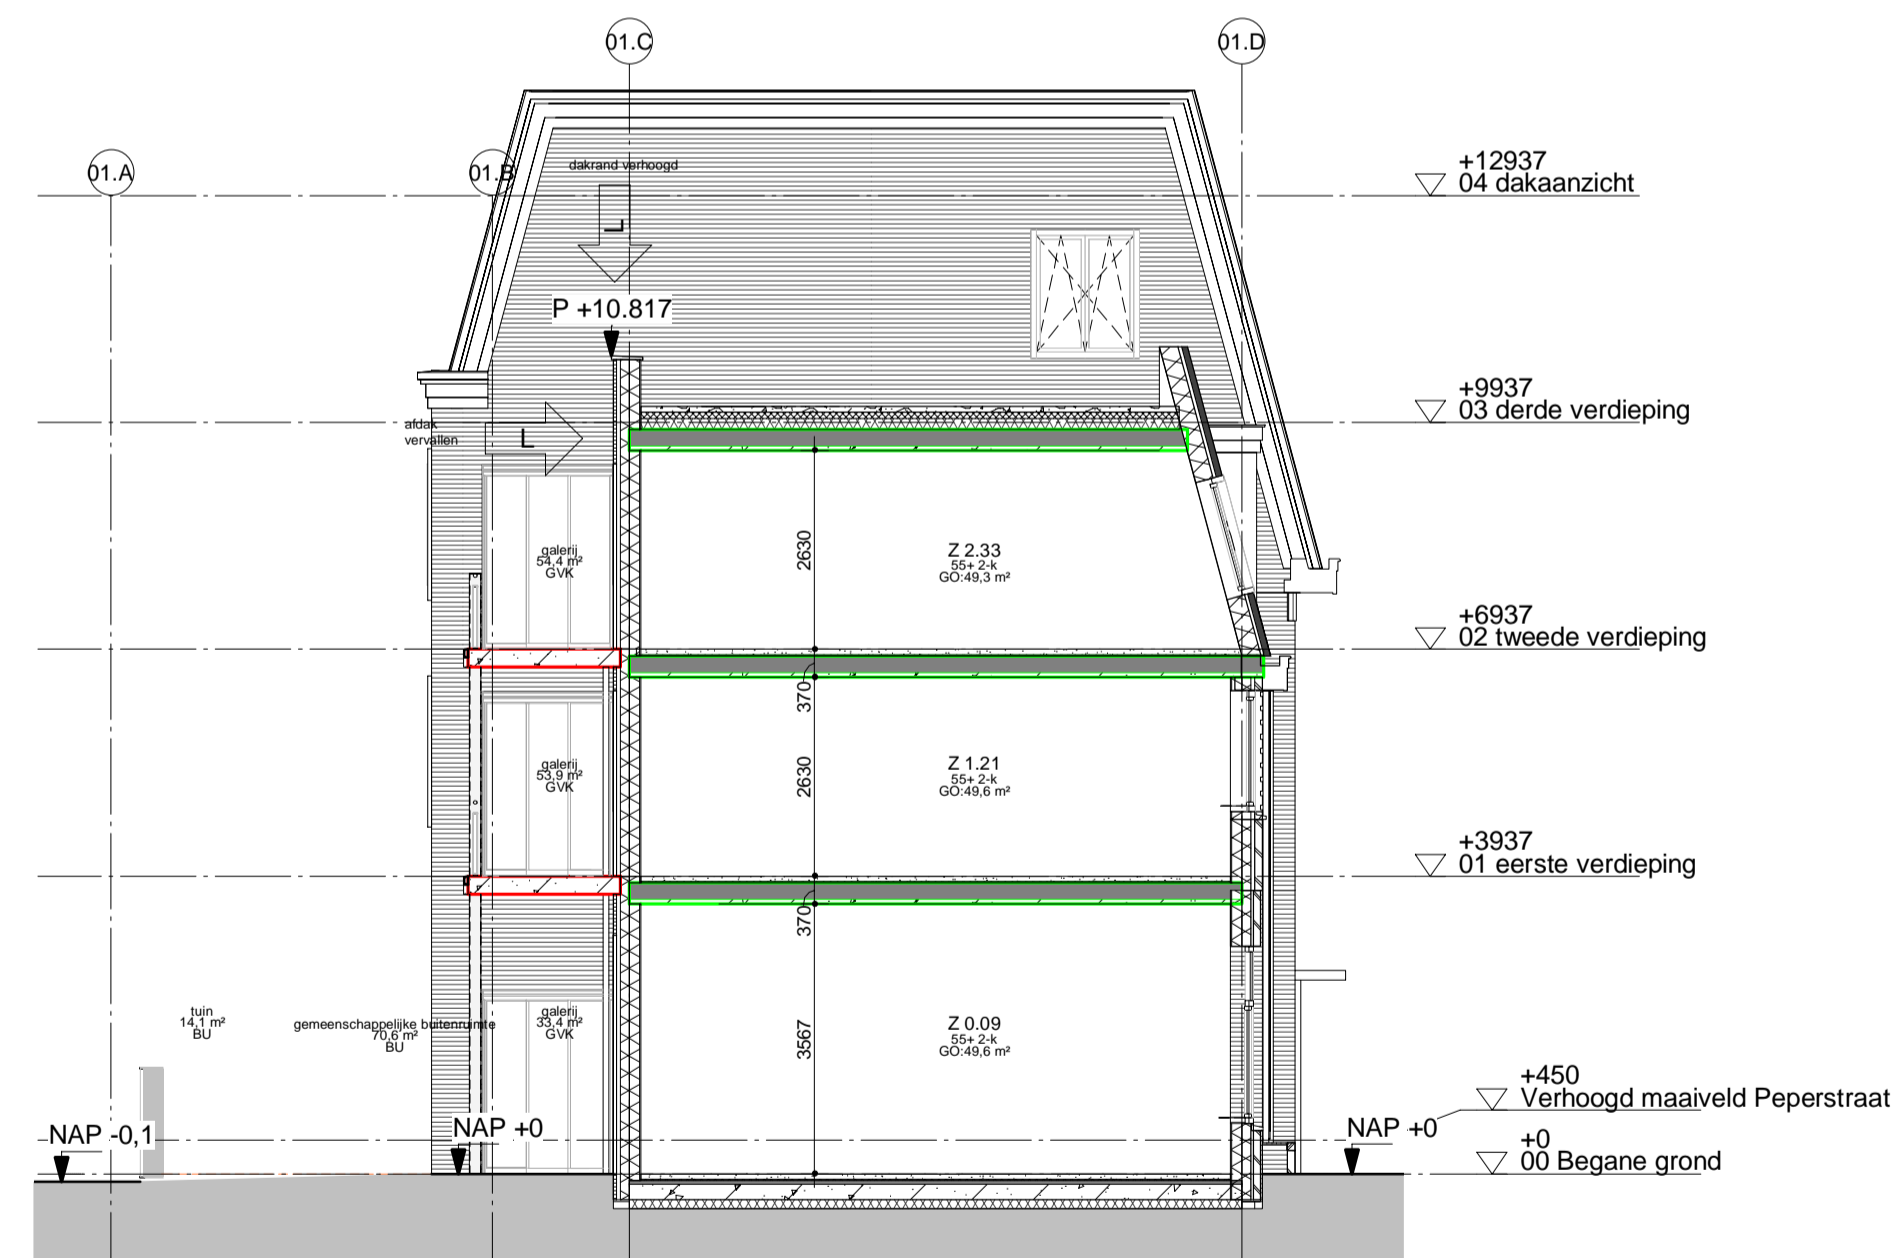 01.C
01.D
01.A
01.B
dakrand verhoogd
L
+12937
04 dakaanzicht
P +10.817
+9937
03 derde verdieping
afdak
vervallen
L
galerij
54,4 m²
GVK
2630
Z 2.33
55+ 2-k
GO:49,3 m²
+6937
02 tweede verdieping
370
galerij
53,9 m²
GVK
2630
Z 1.21
55+ 2-k
GO:49,6 m²
+3937
01 eerste verdieping
370
tuin
14,1 m²
BU
gemeenschappelijke buitenruimte
70,6 m²
BU
galerij
33,4 m²
GVK
3567
Z 0.09
55+ 2-k
GO:49,6 m²
+450
Verhoogd maaiveld Peperstraat
NAP -0,1
NAP +0
NAP +0
+0
00 Begane grond